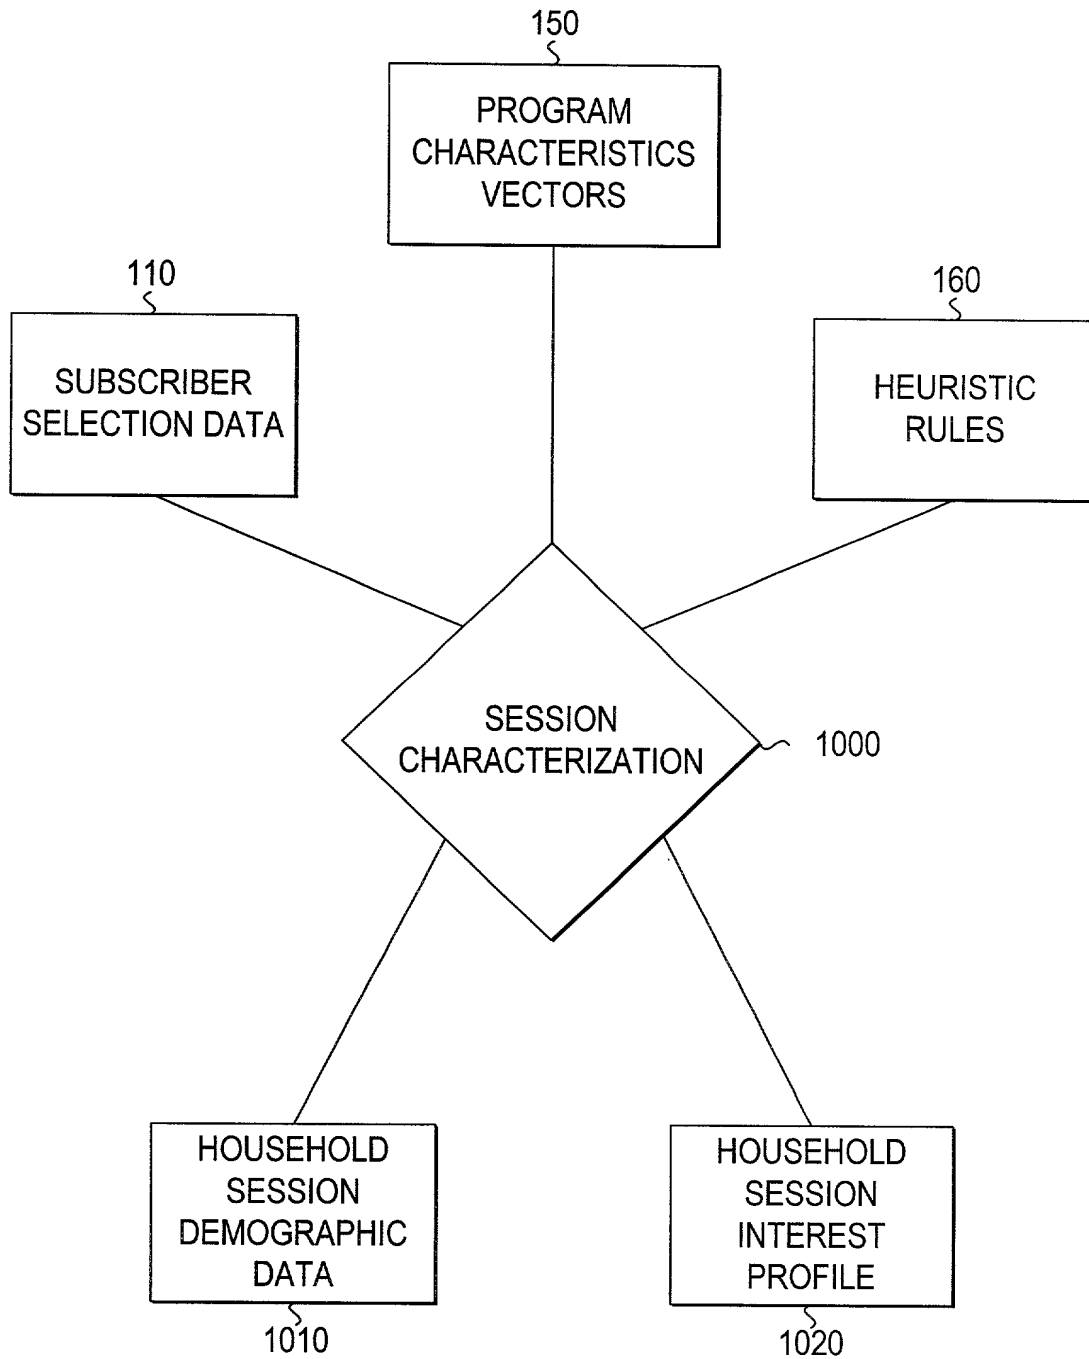 150
PROGRAM
CHARACTERISTICS
VECTORS
110
SUBSCRIBER
SELECTION DATA
160
HEURISTIC
RULES
SESSION
CHARACTERIZATION
1000
HOUSEHOLD
SESSION
DEMOGRAPHIC
DATA
1010
HOUSEHOLD
SESSION
INTEREST
PROFILE
1020